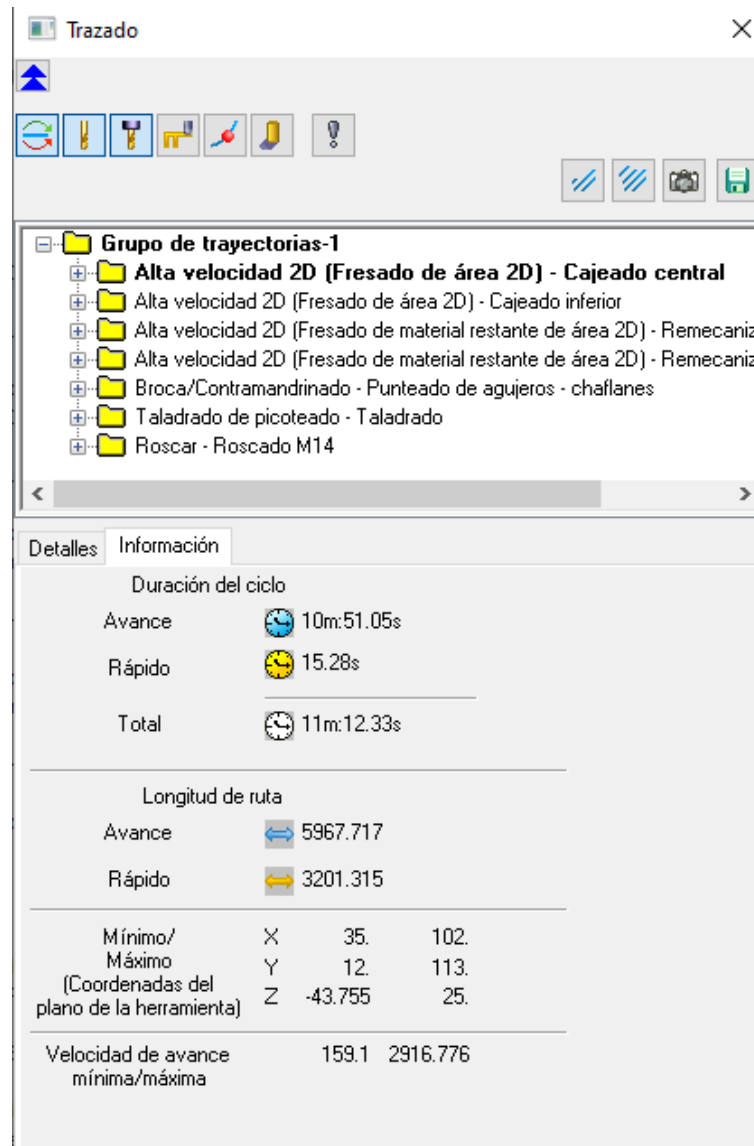 Trazado
Grupo de trayectorias-1
Alta velocidad 2D (Fresado de área 2D) - Cajeado central
Alta velocidad 2D (Fresado de área 2D) - Cajeado inferior
Alta velocidad 2D (Fresado de material restante de área 2D) - Remecaniz
Alta velocidad 2D (Fresado de material restante de área 2D) - Remecaniz
Broca/Contramandrinado - Punteado de agujeros - chaflanes
Taladrado de picoteado - Taladrado
Roscar - Roscado M14
Detalles Información
Duración del ciclo
Avance 10m:51.05s
Rápido 15.28s
Total 11m:12.33s
Longitud de ruta
Avance 5967.717
Rápido 3201.315
Mínimo/ X 35. 102.
Máximo Y 12. 113.
(Coordenadas del
plano de la herramienta) Z -43.755 25.
Velocidad de avance 159.1 2916.776
mínima/máxima